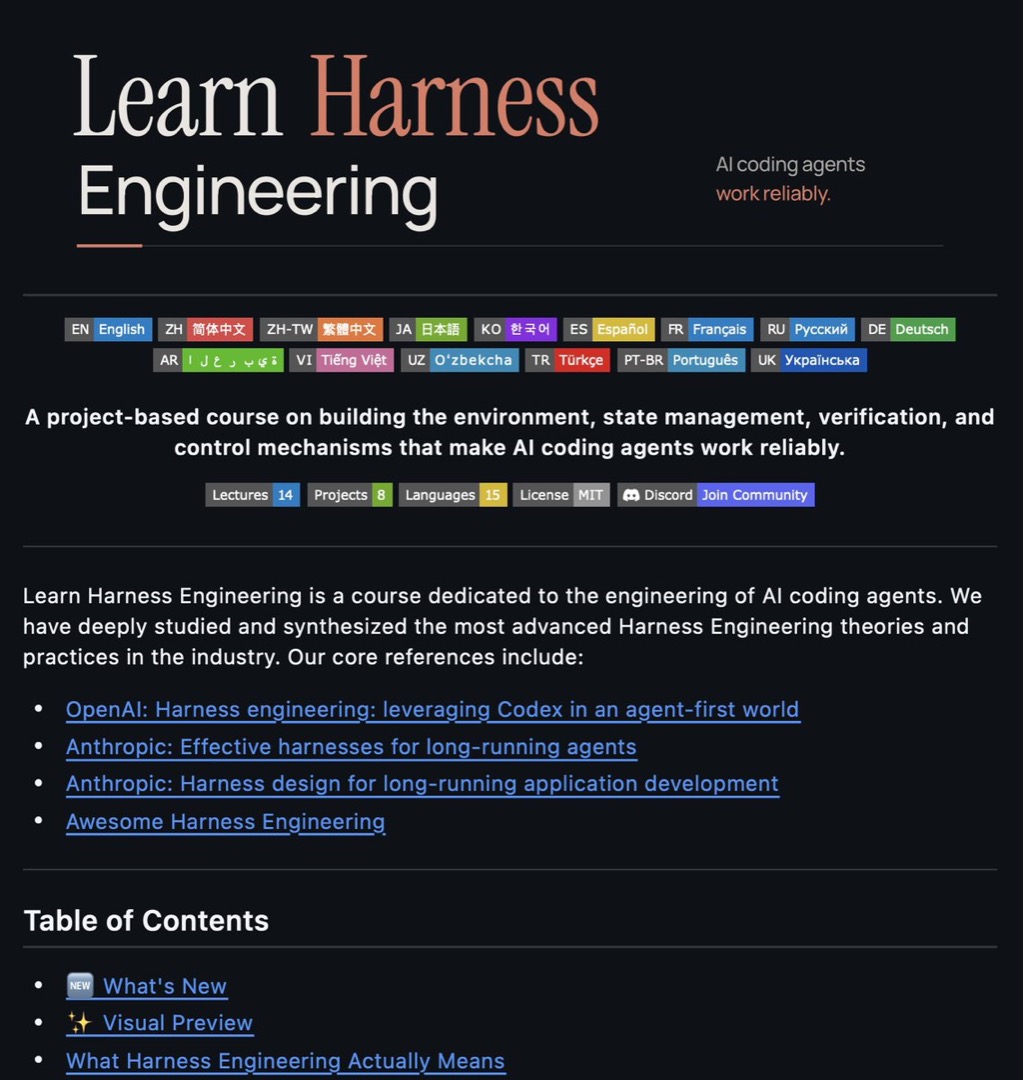 Learn Harness
Engineering
AI coding agents
work reliably.
EN English ZH 简体中文 ZH-TW 繁體中文 JA 日本語 KO 한국어 ES Español FR Français RU Русский DE Deutsch
AR ا ل ع ر ب ي ة VI Tiếng Việt UZ O'zbekcha TR Türkçe PT-BR Português UK Українська
A project-based course on building the environment, state management, verification, and
control mechanisms that make AI coding agents work reliably.
Lectures 14 Projects 8 Languages 15 License MIT Discord Join Community
Learn Harness Engineering is a course dedicated to the engineering of AI coding agents. We
have deeply studied and synthesized the most advanced Harness Engineering theories and
practices in the industry. Our core references include:
• OpenAI: Harness engineering: leveraging Codex in an agent-first world
• Anthropic: Effective harnesses for long-running agents
• Anthropic: Harness design for long-running application development
• Awesome Harness Engineering
Table of Contents
• 🆕 What's New
• ✨ Visual Preview
• What Harness Engineering Actually Means